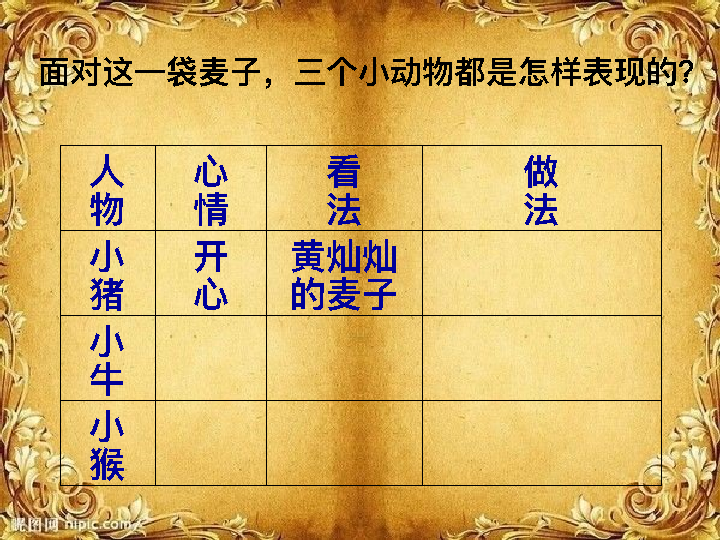 面对这一袋麦子，三个小动物都是怎样表现的?
人物 心情 看法 做法
小猪 开心 黄灿灿的麦子
小牛
小猴
昵图网 nipic.com